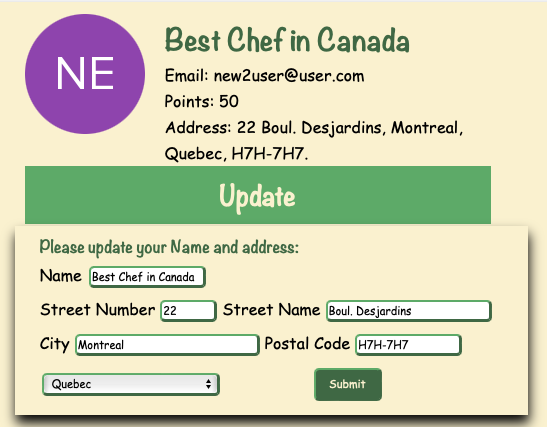 NE
Best Chef in Canada
Email: new2user@user.com
Points: 50
Address: 22 Boul. Desjardins, Montreal,
Quebec, H7H-7H7.
Update
Please update your Name and address:
Name Best Chef in Canada
Street Number 22 Street Name Boul. Desjardins
City Montreal Postal Code H7H-7H7
Quebec Submit